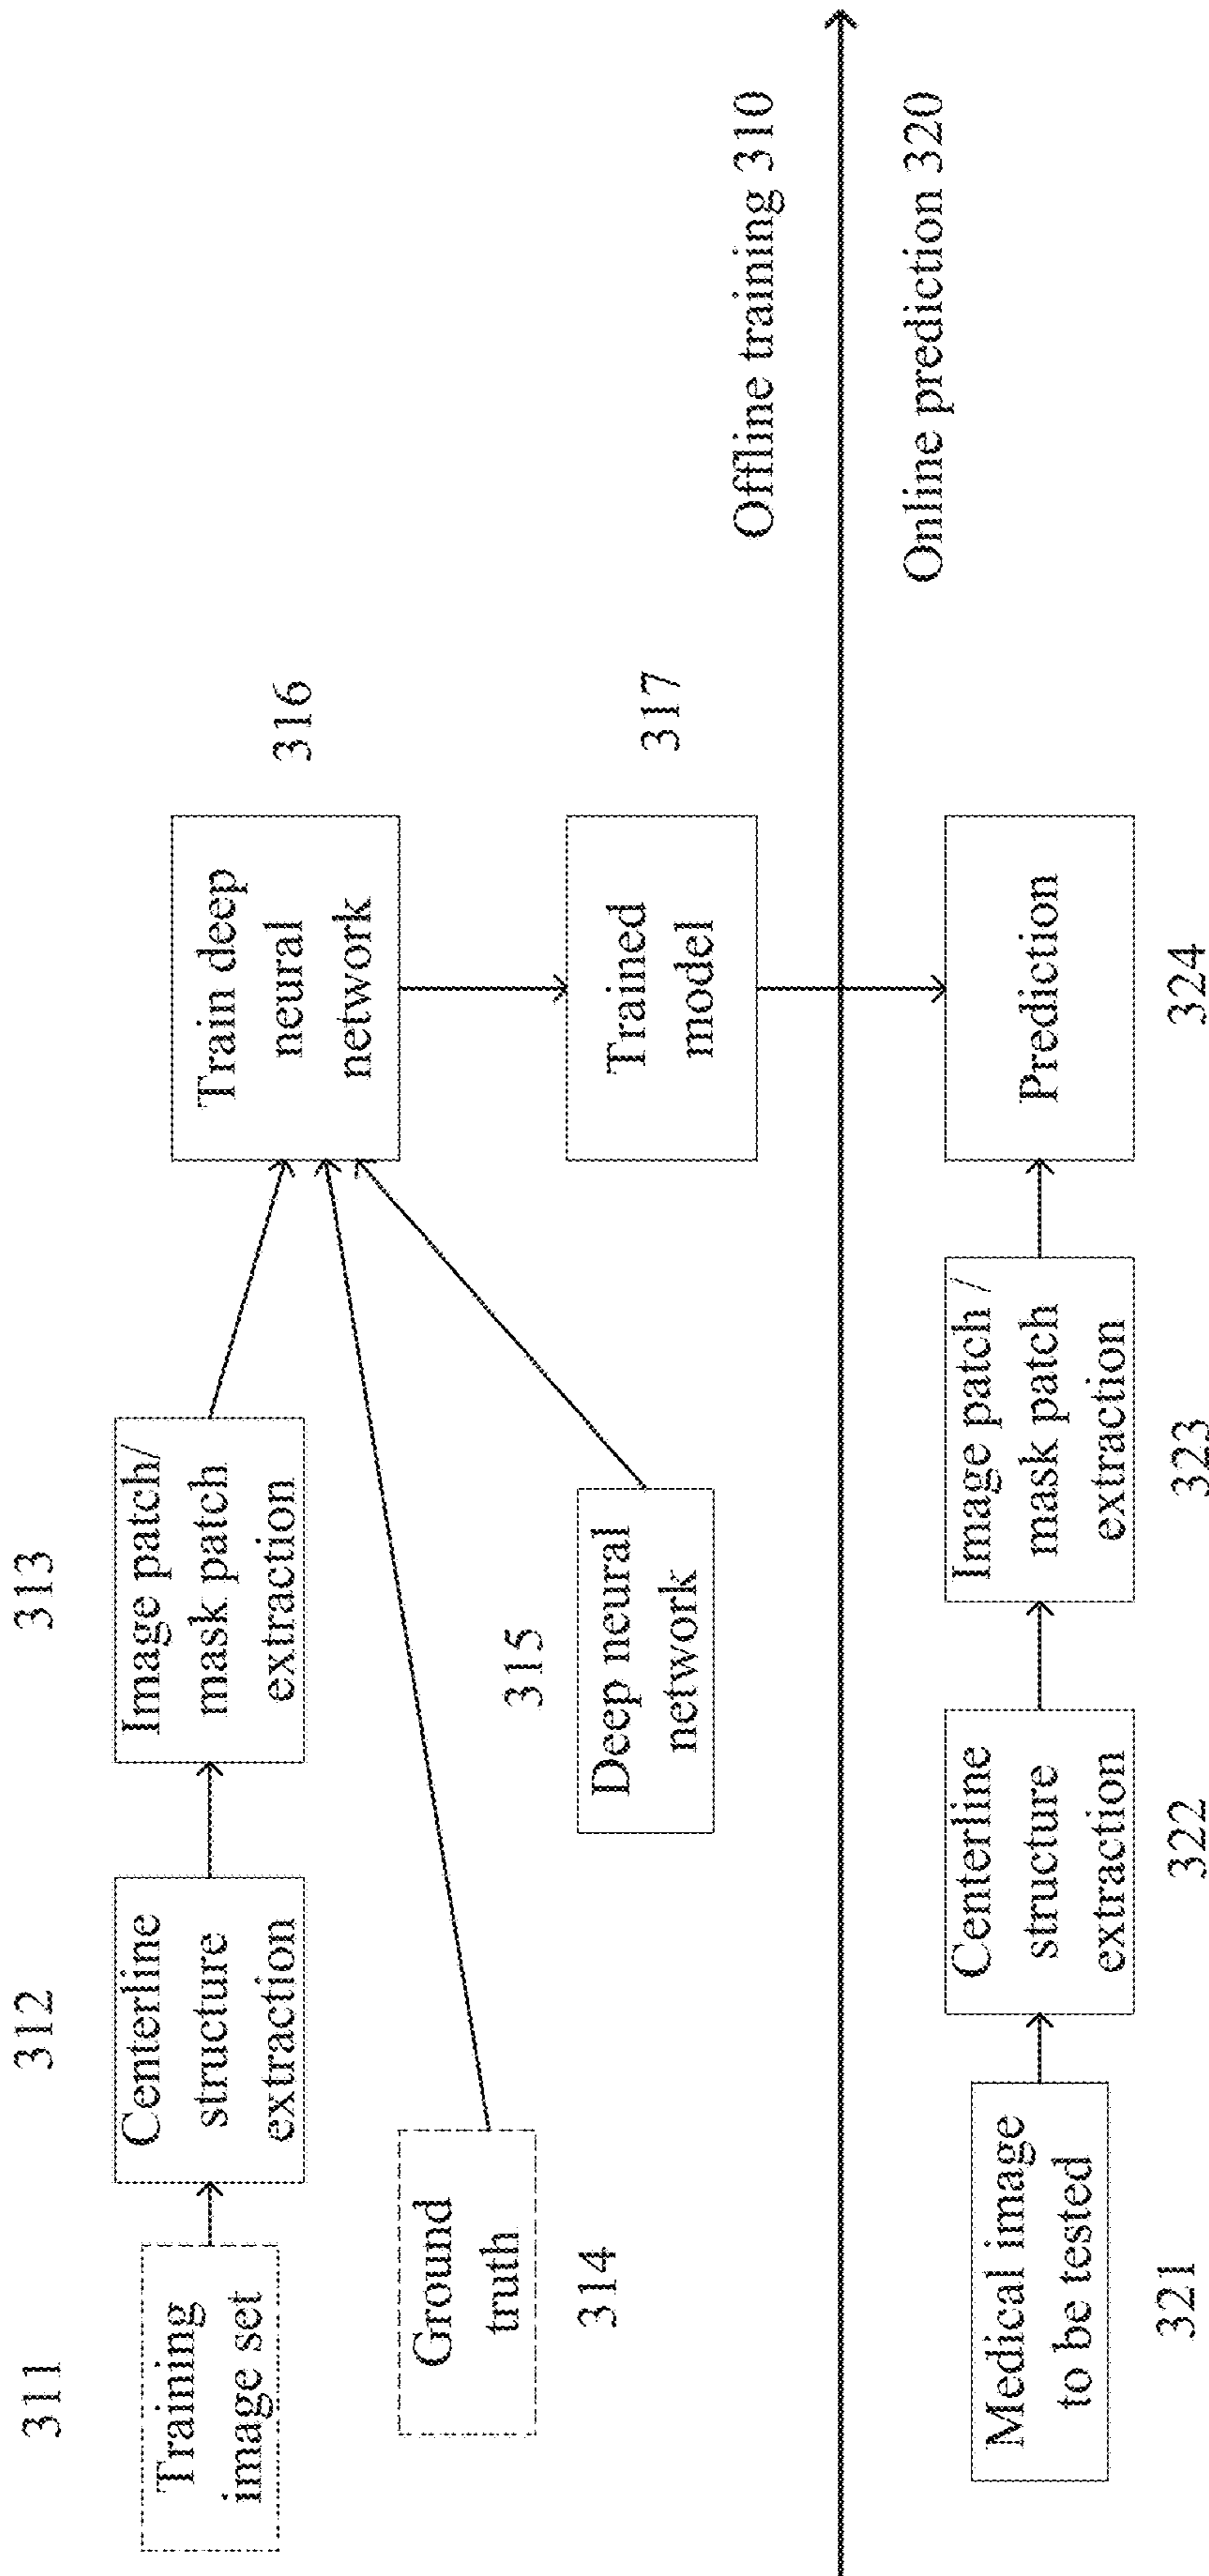 311
Training
image set
312
Centerline
structure
extraction
313
Image patch/
mask patch
extraction
314
Ground
truth
315
Deep neural
network
316
Train deep
neural
network
317
Trained
model
Offline training 310
Online prediction 320
Medical image
to be tested
321
Centerline
structure
extraction
322
Image patch /
mask patch
extraction
323
Prediction
324